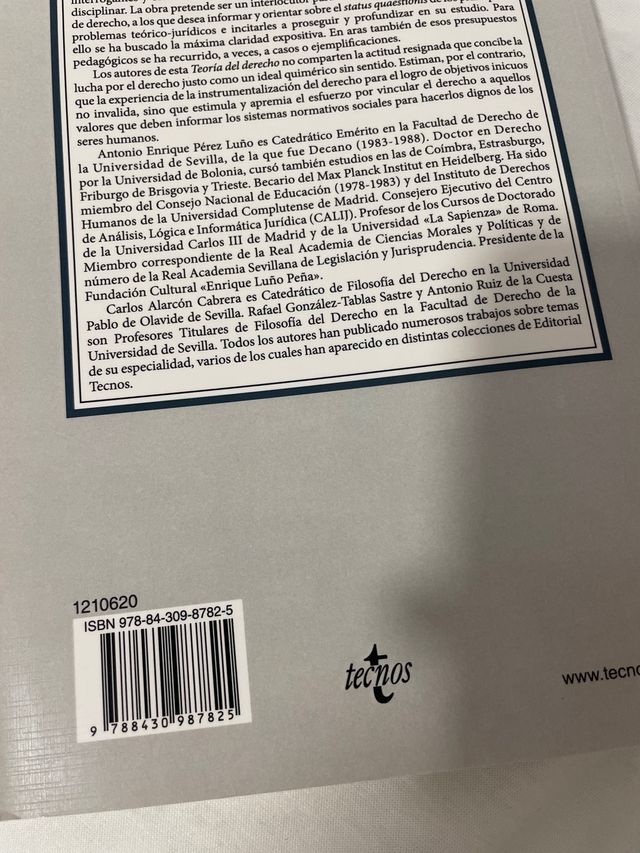 disciplinar. La obra pretende ser un interlocutor
de derecho, a los que desea informar y orientar sobre el status quaestionis de los
problemas teórico-jurídicos e incitarles a proseguir y profundizar en su estudio. Para
ello se ha buscado la máxima claridad expositiva. En aras también de esos presupuestos
pedagógicos se ha recurrido, a veces, a casos o ejemplificaciones.
Los autores de esta Teoría del derecho no comparten la actitud resignada que concibe la
lucha por el derecho justo como un ideal quimérico sin sentido. Estiman, por el contrario,
que la experiencia de la instrumentalización del derecho para el logro de objetivos inicuos
no invalida, sino que estimula y apremia el esfuerzo por vincular el derecho a aquellos
valores que deben informar los sistemas normativos sociales para hacerlos dignos de los
seres humanos.
Antonio Enrique Pérez Luño es Catedrático Emérito en la Facultad de Derecho de
la Universidad de Sevilla, de la que fue Decano (1983-1988). Doctor en Derecho
por la Universidad de Bolonia, cursó también estudios en las de Coímbra, Estrasburgo,
Friburgo de Brisgovia y Trieste. Becario del Max Planck Institut en Heidelberg. Ha sido
miembro del Consejo Nacional de Educación (1978-1983) y del Instituto de Derechos
Humanos de la Universidad Complutense de Madrid. Consejero Ejecutivo del Centro
de Análisis, Lógica e Informática Jurídica (CALIJ). Profesor de los Cursos de Doctorado
de la Universidad Carlos III de Madrid y de la Universidad «La Sapienza» de Roma.
Miembro correspondiente de la Real Academia de Ciencias Morales y Políticas y de
número de la Real Academia Sevillana de Legislación y Jurisprudencia. Presidente de la
Fundación Cultural «Enrique Luño Peña».
Carlos Alarcón Cabrera es Catedrático de Filosofía del Derecho en la Universidad
Pablo de Olavide de Sevilla. Rafael González-Tablas Sastre y Antonio Ruiz de la Cuesta
son Profesores Titulares de Filosofía del Derecho en la Facultad de Derecho de la
Universidad de Sevilla. Todos los autores han publicado numerosos trabajos sobre temas
de su especialidad, varios de los cuales han aparecido en distintas colecciones de Editorial
Tecnos.
1210620
ISBN 978-84-309-8782-5
9 788430 987825
tecnos
www.tecno